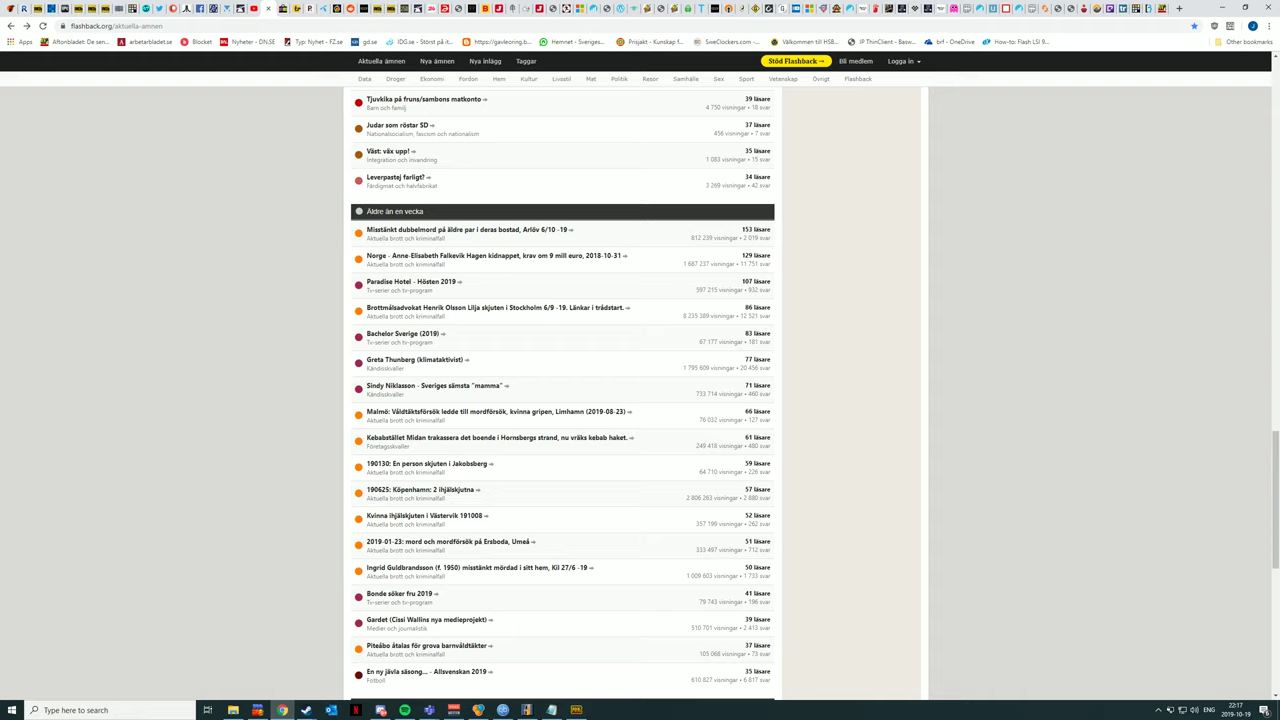 flashback.org/aktuella-amnen
Apps Aftonbladet: De sen... arbetarbladet.se Blocket Nyheter - DN.SE Typ: Nyhet - FZ.se gd.se IDG.se - Störst på it... https://gavleoring.b... Hemnet - Sveriges... Prisjakt - Kunskap f... SweClockers.com -... Välkommen till HSB... IP ThinClient - Basw... brf - OneDrive How-to: Flash LSI 9... Other bookmarks
Aktuella ämnen Nya ämnen Nya inlägg Taggar Stöd Flashback → Bli medlem Logga in
Data Droger Ekonomi Fordon Hem Kultur Livsstil Mat Politik Resor Samhälle Sex Sport Vetenskap Övrigt Flashback
Tjuvkika på fruns/sambons matkonto 39 läsare
Barn och familj 4 750 visningar • 18 svar
Judar som röstar SD 37 läsare
Nationalsocialism, fascism och nationalism 456 visningar • 7 svar
Väst: väx upp! 35 läsare
Integration och invandring 1 083 visningar • 15 svar
Leverpastej farligt? 34 läsare
Färdigmat och halvfabrikat 3 269 visningar • 42 svar
Äldre än en vecka
Misstänkt dubbelmord på äldre par i deras bostad, Arlöv 6/10 -19 153 läsare
Aktuella brott och kriminalfall 812 239 visningar • 2 019 svar
Norge - Anne-Elisabeth Falkevik Hagen kidnappet, krav om 9 mill euro, 2018-10-31 129 läsare
Aktuella brott och kriminalfall 1 687 237 visningar • 11 751 svar
Paradise Hotel - Hösten 2019 107 läsare
Tv-serier och tv-program 597 215 visningar • 932 svar
Brottmålsadvokat Henrik Olsson Lilja skjuten i Stockholm 6/9 -19. Länkar i trådstart. 86 läsare
Aktuella brott och kriminalfall 8 235 389 visningar • 12 521 svar
Bachelor Sverige (2019) 83 läsare
Tv-serier och tv-program 67 177 visningar • 181 svar
Greta Thunberg (klimataktivist) 77 läsare
Kändisskvaller 1 795 609 visningar • 20 456 svar
Sindy Niklasson - Sveriges sämsta "mamma" 71 läsare
Kändisskvaller 733 714 visningar • 460 svar
Malmö: Våldtäktsförsök ledde till mordförsök, kvinna gripen, Limhamn (2019-08-23) 66 läsare
Aktuella brott och kriminalfall 76 032 visningar • 127 svar
Kebabstället Midan trakassera det boende i Hornsbergs strand, nu vräks kebab haket. 61 läsare
Företagsskvaller 249 418 visningar • 480 svar
190130: En person skjuten i Jakobsberg 59 läsare
Aktuella brott och kriminalfall 64 710 visningar • 226 svar
190625: Köpenhamn: 2 ihjälskjutna 57 läsare
Aktuella brott och kriminalfall 2 806 263 visningar • 2 880 svar
Kvinna ihjälskjuten i Västervik 191008 52 läsare
Aktuella brott och kriminalfall 357 199 visningar • 262 svar
2019-01-23: mord och mordförsök på Ersboda, Umeå 51 läsare
Aktuella brott och kriminalfall 333 497 visningar • 712 svar
Ingrid Guldbrandsson (f. 1950) misstänkt mördad i sitt hem, Kil 27/6 -19 50 läsare
Aktuella brott och kriminalfall 1 009 603 visningar • 1 733 svar
Bonde söker fru 2019 41 läsare
Tv-serier och tv-program 79 743 visningar • 196 svar
Gardet (Cissi Wallins nya medieprojekt) 39 läsare
Medier och journalistik 510 701 visningar • 2 413 svar
Piteåbo åtalas för grova barnvåldtäkter 37 läsare
Aktuella brott och kriminalfall 105 068 visningar • 73 svar
En ny jävla säsong... - Allsvenskan 2019 35 läsare
Fotboll 610 827 visningar • 6 817 svar
Type here to search ENG 22:17
2019-10-19